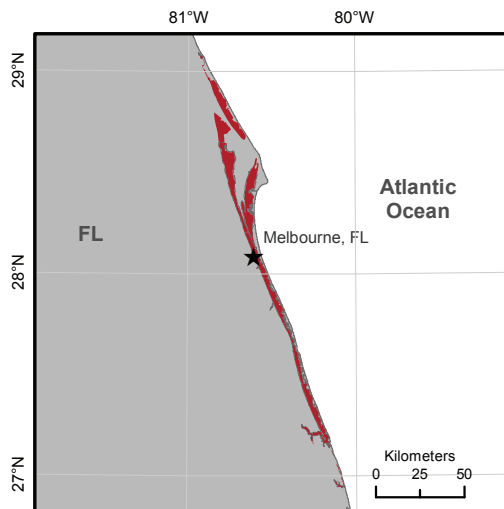 81°W
80°W
29°N
Atlantic
Ocean
FL
Melbourne, FL
28°N
Kilometers
0 25 50
27°N